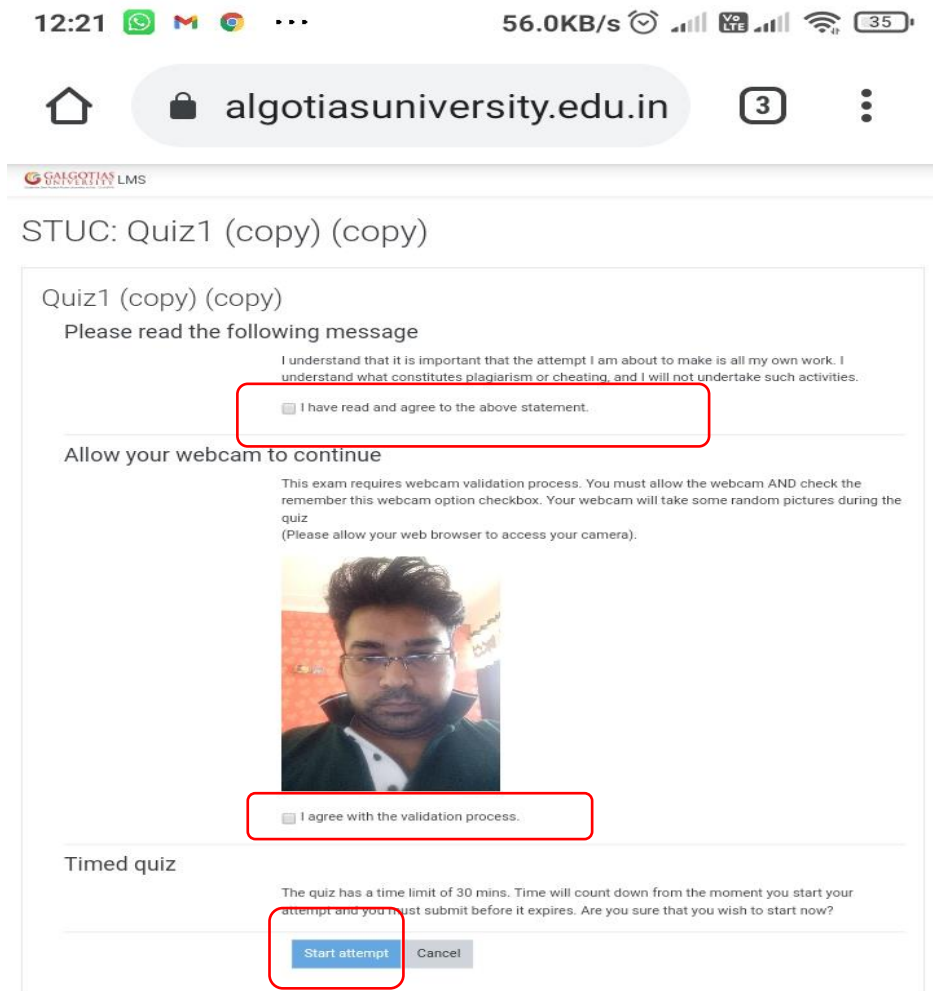 12:21 ... 56.0KB/s Vo LTE 35
algotiasuniversity.edu.in 3
GALGOTIAS UNIVERSITY LMS
STUC: Quiz1 (copy) (copy)
Quiz1 (copy) (copy)
Please read the following message
I understand that it is important that the attempt I am about to make is all my own work. I
understand what constitutes plagiarism or cheating, and I will not undertake such activities.
I have read and agree to the above statement.
Allow your webcam to continue
This exam requires webcam validation process. You must allow the webcam AND check the
remember this webcam option checkbox. Your webcam will take some random pictures during the
quiz
(Please allow your web browser to access your camera).
I agree with the validation process.
Timed quiz
The quiz has a time limit of 30 mins. Time will count down from the moment you start your
attempt and you must submit before it expires. Are you sure that you wish to start now?
Start attempt Cancel